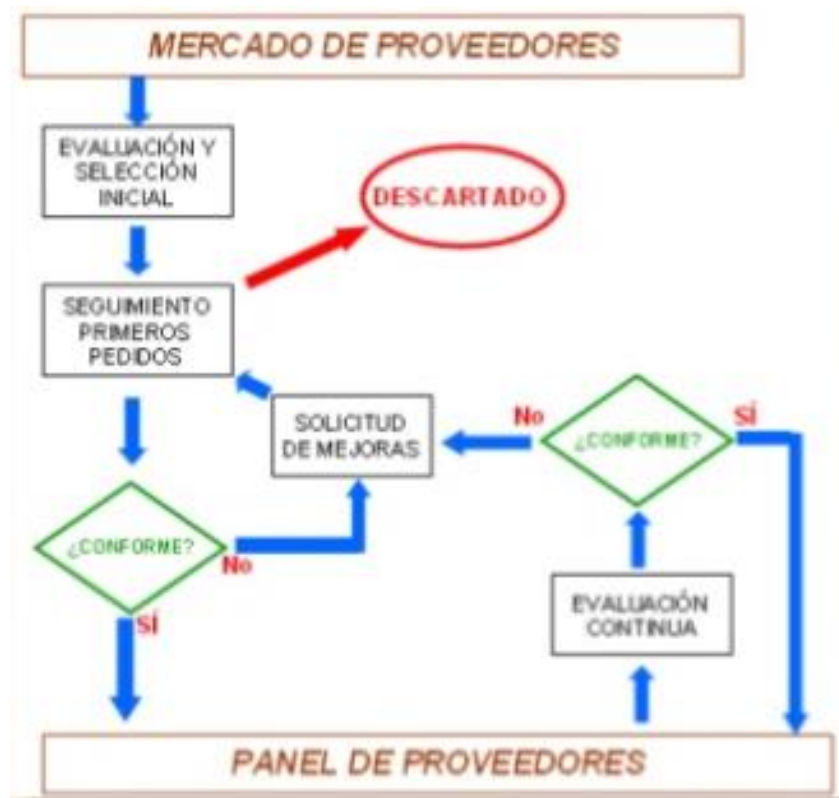 MERCADO DE PROVEEDORES
EVALUACIÓN Y
SELECCIÓN
INICIAL
DESCARTADO
SEGUIMIENTO
PRIMEROS
PEDIDOS
SOLICITUD
DE MEJORAS
No
¿CONFORME?
SÍ
¿CONFORME?
No
SÍ
EVALUACIÓN
CONTINUA
PANEL DE PROVEEDORES